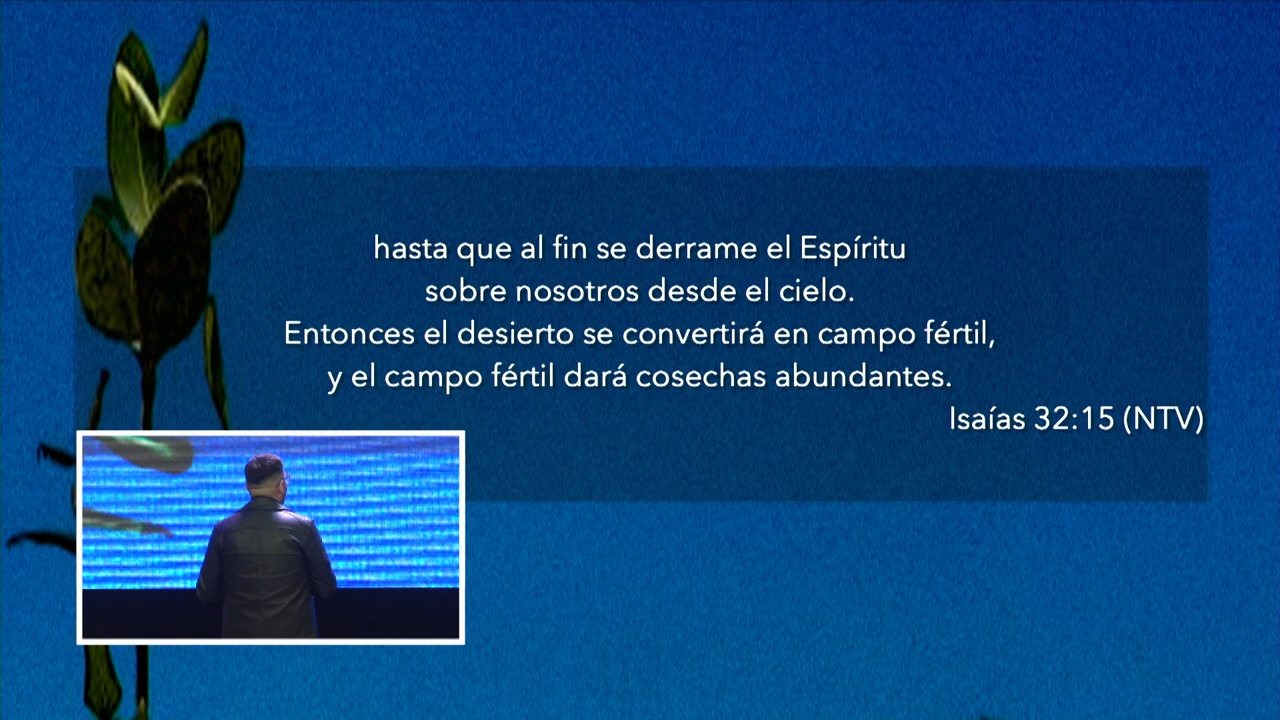 hasta que al fin se derrame el Espíritu
sobre nosotros desde el cielo.
Entonces el desierto se convertirá en campo fértil,
y el campo fértil dará cosechas abundantes.
Isaías 32:15 (NTV)